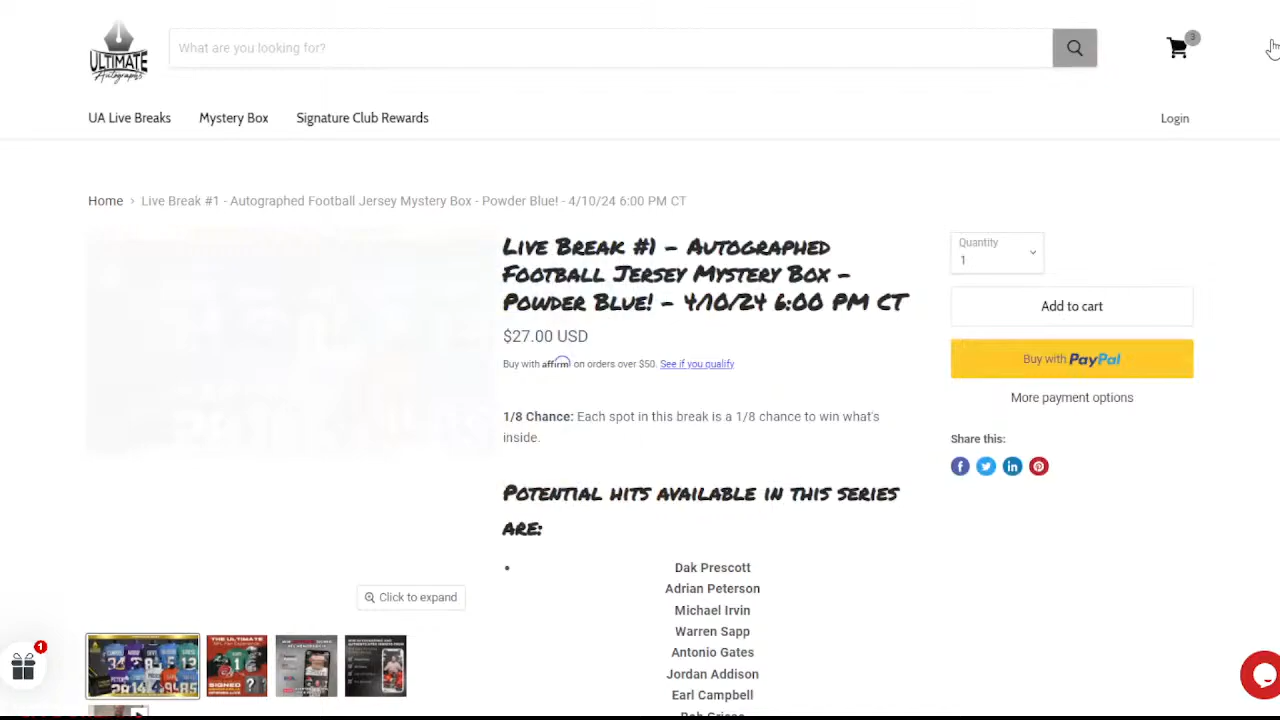 ULTIMATE
Autographs
What are you looking for?
3
UA Live Breaks
Mystery Box
Signature Club Rewards
Login
Home › Live Break #1 - Autographed Football Jersey Mystery Box - Powder Blue! - 4/10/24 6:00 PM CT
Live Break #1 - Autographed
Football Jersey Mystery Box -
Powder Blue! - 4/10/24 6:00 PM CT
$27.00 USD
Buy with affirm on orders over $50. See if you qualify
1/8 Chance: Each spot in this break is a 1/8 chance to win what's
inside.
Potential hits available in this series
are:
Dak Prescott
Adrian Peterson
Michael Irvin
Warren Sapp
Antonio Gates
Jordan Addison
Earl Campbell
Quantity
1
Add to cart
Buy with PayPal
More payment options
Share this:
Click to expand
THE ULTIMATE
1